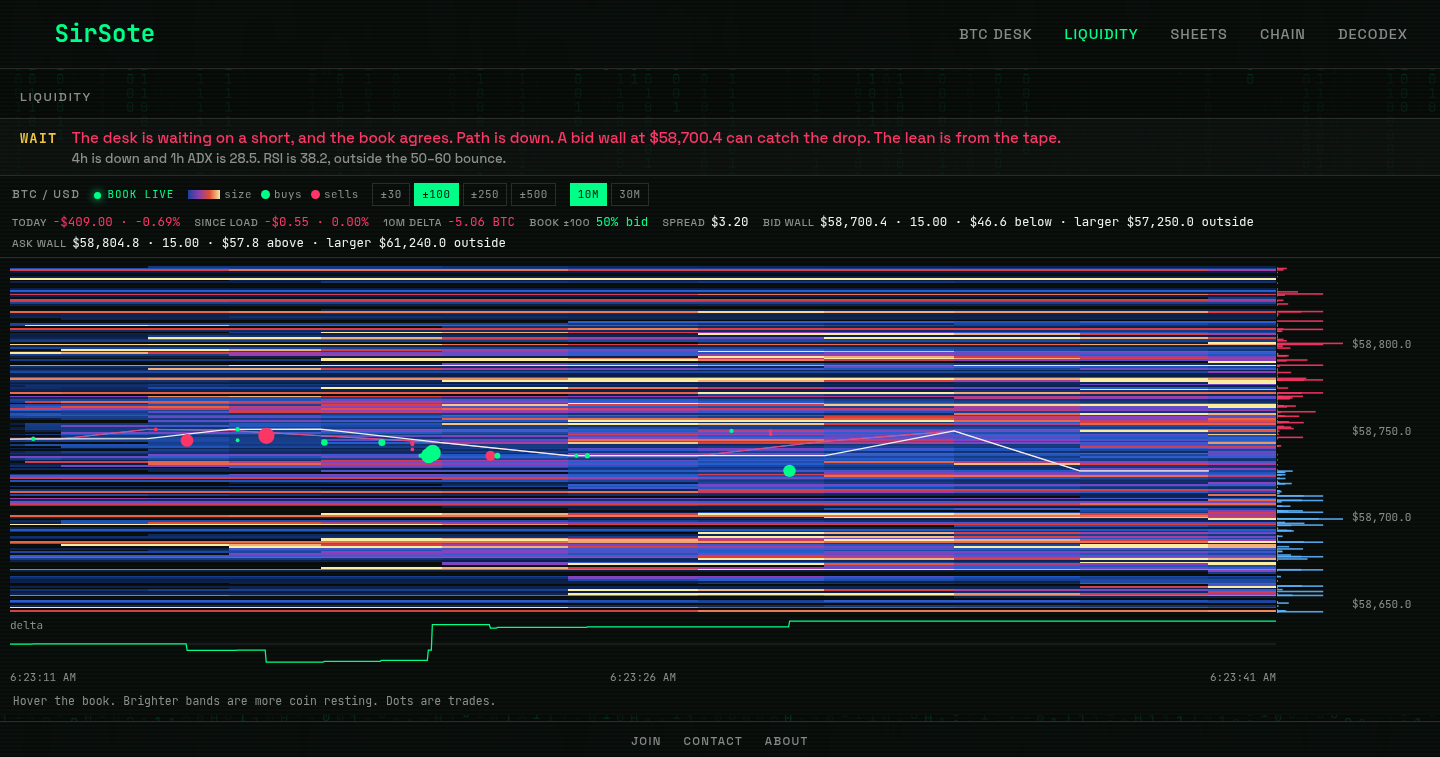 SirSote
BTC DESK LIQUIDITY SHEETS CHAIN DECODEX
LIQUIDITY
WAIT The desk is waiting on a short, and the book agrees. Path is down. A bid wall at $58,700.4 can catch the drop. The lean is from the tape.
4h is down and 1h ADX is 28.5. RSI is 38.2, outside the 50–60 bounce.
BTC / USD BOOK LIVE size buys sells ±30 ±100 ±250 ±500 10M 30M
TODAY -$409.00 · -0.69% SINCE LOAD -$0.55 · 0.00% 10M DELTA -5.06 BTC BOOK ±100 50% bid SPREAD $3.20 BID WALL $58,700.4 · 15.00 · $46.6 below · larger $57,250.0 outside
ASK WALL $58,804.8 · 15.00 · $57.8 above · larger $61,240.0 outside
$58,800.0
$58,750.0
$58,700.0
$58,650.0
delta
6:23:11 AM 6:23:26 AM 6:23:41 AM
Hover the book. Brighter bands are more coin resting. Dots are trades.
JOIN CONTACT ABOUT